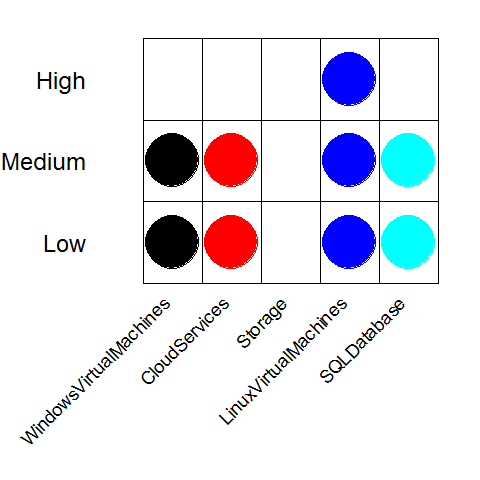 High
Medium
Low
WindowsVirtualMachines
CloudServices
Storage
LinuxVirtualMachines
SQLDatabase